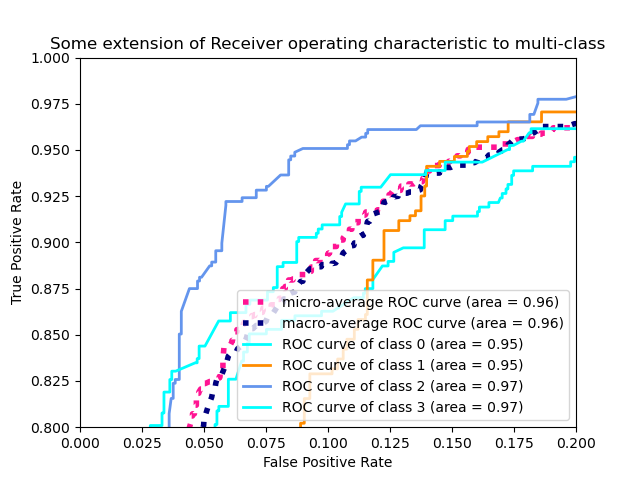 Some extension of Receiver operating characteristic to multi-class
True Positive Rate
1.000
0.975
0.950
0.925
0.900
0.875
0.850
0.825
0.800
micro-average ROC curve (area = 0.96)
macro-average ROC curve (area = 0.96)
ROC curve of class 0 (area = 0.95)
ROC curve of class 1 (area = 0.95)
ROC curve of class 2 (area = 0.97)
ROC curve of class 3 (area = 0.97)
0.000 0.025 0.050 0.075 0.100 0.125 0.150 0.175 0.200
False Positive Rate